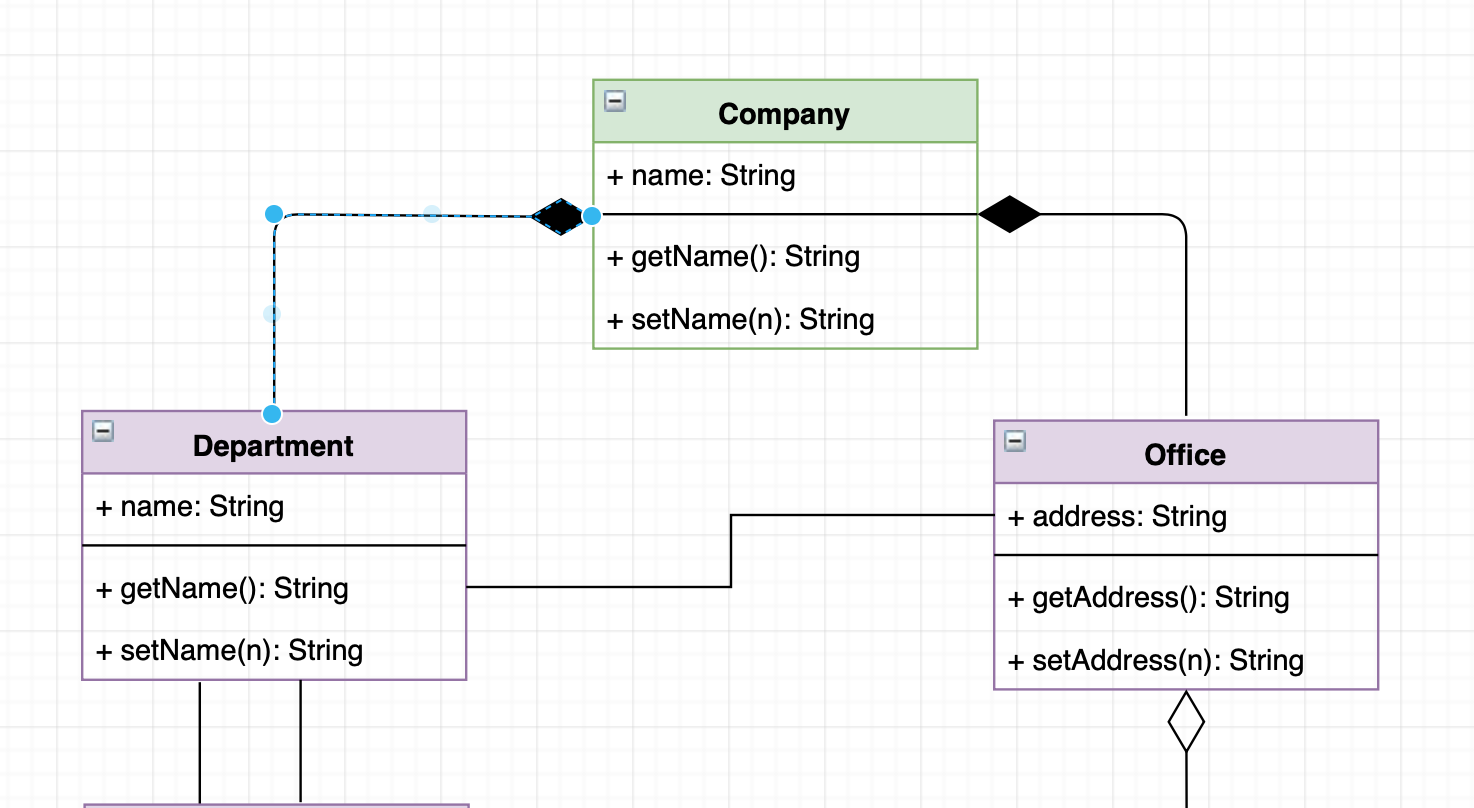 Company
+ name: String
+ getName(): String
+ setName(n): String
Department
+ name: String
+ getName(): String
+ setName(n): String
Office
+ address: String
+ getAddress(): String
+ setAddress(n): String